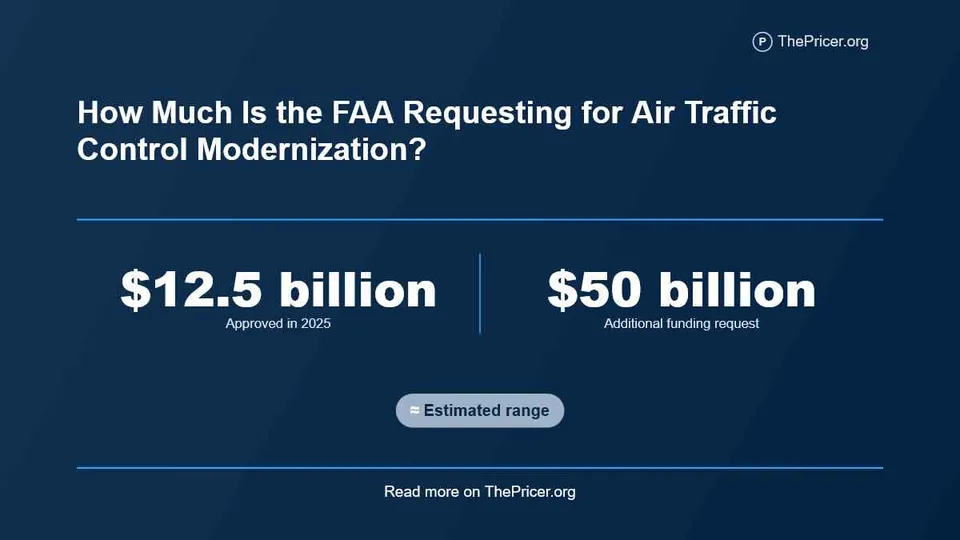 P ThePricer.org
How Much Is the FAA Requesting for Air Traffic
Control Modernization?
$12.5 billion
Approved in 2025
$50 billion
Additional funding request
≈ Estimated range
Read more on ThePricer.org